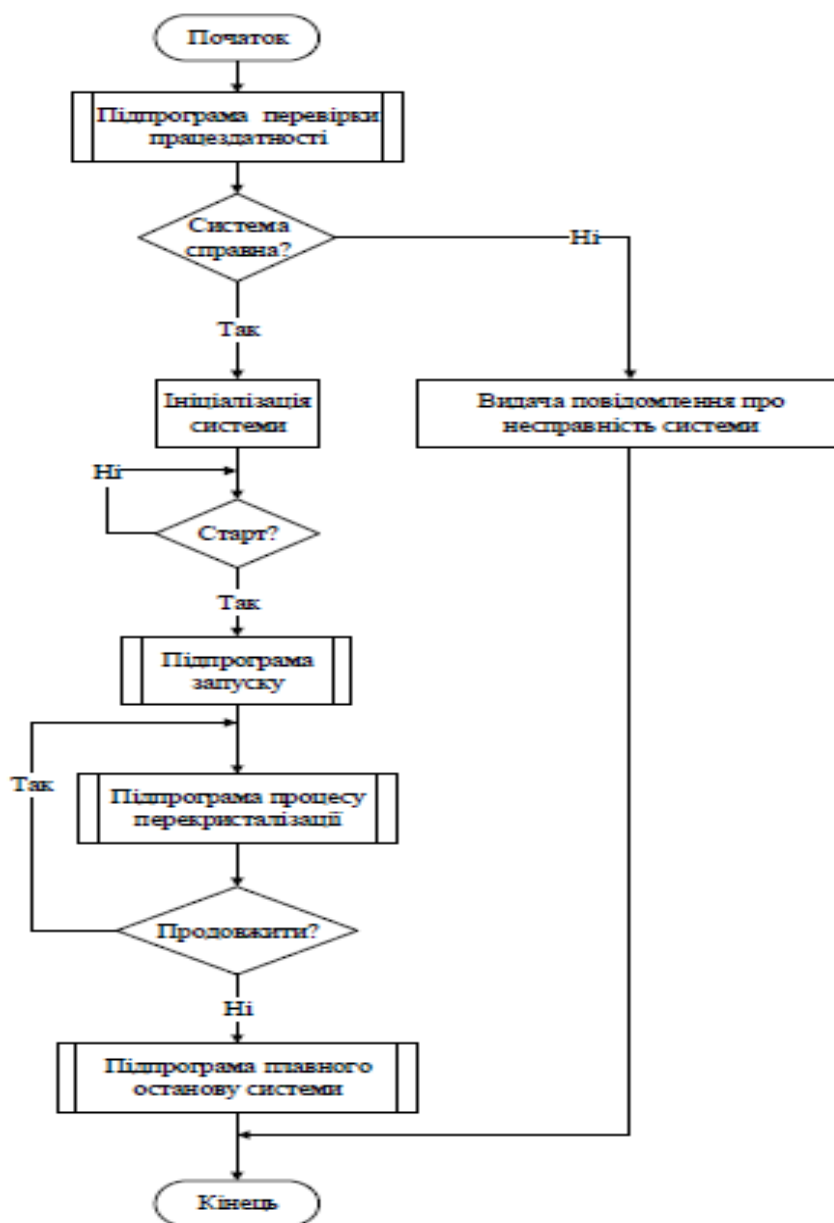 Початок
Підпрограма перевірки
працездатності
Система
справна?
Ні
Так
Ініціалізація
системи
Видача повідомлення про
несправність системи
Ні
Старт?
Так
Підпрограма
запуску
Так
Підпрограма процесу
перекристалізації
Продовжити?
Ні
Підпрограма плавного
останову системи
Кінець